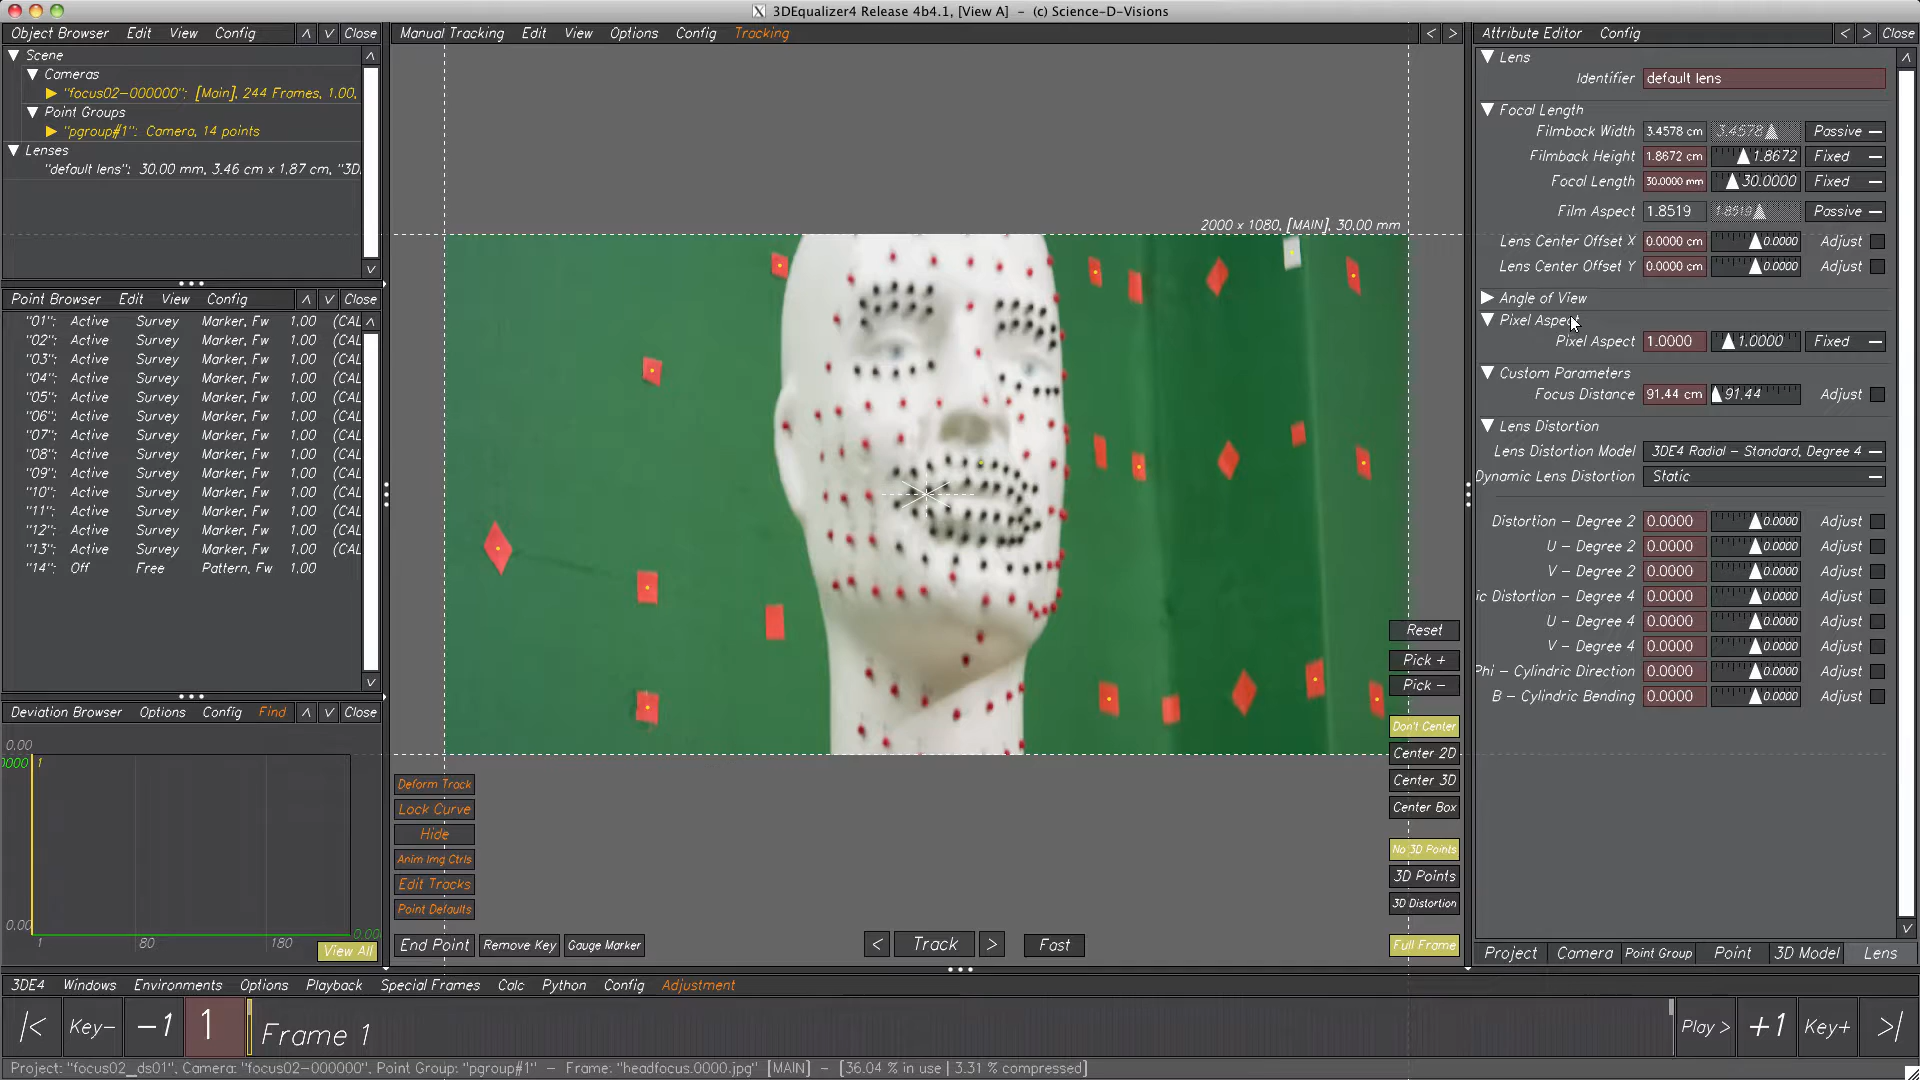 3DEqualizer4 Release 4b4.1, [View A]  -  (c) Science-D-Visions
Object Browser Edit View Config Close
Scene
Cameras
"focus02-000000": [Main], 244 Frames, 1.00,
Point Groups
"pgroup#1": Camera, 14 points
Lenses
"default lens": 30.00 mm, 3.46 cm x 1.87 cm, "3D
Point Browser Edit View Config Close
"01": Active Survey Marker, Fw 1.00 (CAL
"02": Active Survey Marker, Fw 1.00 (CAL
"03": Active Survey Marker, Fw 1.00 (CAL
"04": Active Survey Marker, Fw 1.00 (CAL
"05": Active Survey Marker, Fw 1.00 (CAL
"06": Active Survey Marker, Fw 1.00 (CAL
"07": Active Survey Marker, Fw 1.00 (CAL
"08": Active Survey Marker, Fw 1.00 (CAL
"09": Active Survey Marker, Fw 1.00 (CAL
"10": Active Survey Marker, Fw 1.00 (CAL
"11": Active Survey Marker, Fw 1.00 (CAL
"12": Active Survey Marker, Fw 1.00 (CAL
"13": Active Survey Marker, Fw 1.00 (CAL
"14": Off Free Pattern, Fw 1.00
Deviation Browser Options Config Find Close
0.00
0000 1
0.00 0.00
1 80 180
View All
Manual Tracking Edit View Options Config Tracking < >
2000 x 1080, [MAIN], 30.00 mm
Reset
Pick +
Pick -
Don't Center
Center 2D
Center 3D
Center Box
No 3D Points
3D Points
3D Distortion
Full Frame
Deform Track
Lock Curve
Hide
Anim Img Ctrls
Edit Tracks
Point Defaults
End Point Remove Key Gauge Marker < Track > Fast
Attribute Editor Config < > Close
Lens
Identifier default lens
Focal Length
Filmback Width 3.4578 cm 3.4578 Passive
Filmback Height 1.8672 cm 1.8672 Fixed
Focal Length 30.0000 mm 30.0000 Fixed
Film Aspect 1.8519 1.8519 Passive
Lens Center Offset X 0.0000 cm 0.0000 Adjust
Lens Center Offset Y 0.0000 cm 0.0000 Adjust
Angle of View
Pixel Aspect
Pixel Aspect 1.0000 1.0000 Fixed
Custom Parameters
Focus Distance 91.44 cm 91.44 Adjust
Lens Distortion
Lens Distortion Model 3DE4 Radial - Standard, Degree 4
Dynamic Lens Distortion Static
Distortion - Degree 2 0.0000 0.0000 Adjust
U - Degree 2 0.0000 0.0000 Adjust
V - Degree 2 0.0000 0.0000 Adjust
ic Distortion - Degree 4 0.0000 0.0000 Adjust
U - Degree 4 0.0000 0.0000 Adjust
V - Degree 4 0.0000 0.0000 Adjust
Phi - Cylindric Direction 0.0000 0.0000 Adjust
B - Cylindric Bending 0.0000 0.0000 Adjust
Project Camera Point Group Point 3D Model Lens
3DE4 Windows Environments Options Playback Special Frames Calc Python Config Adjustment
|< Key- -1 1 Frame 1 Play > +1 Key+ >|
Project: "focus02_ds01", Camera: "focus02-000000", Point Group: "pgroup#1"  -  Frame: "headfocus.0000.jpg"  [MAIN]  -  [36.04 % in use | 3.31 % compressed]